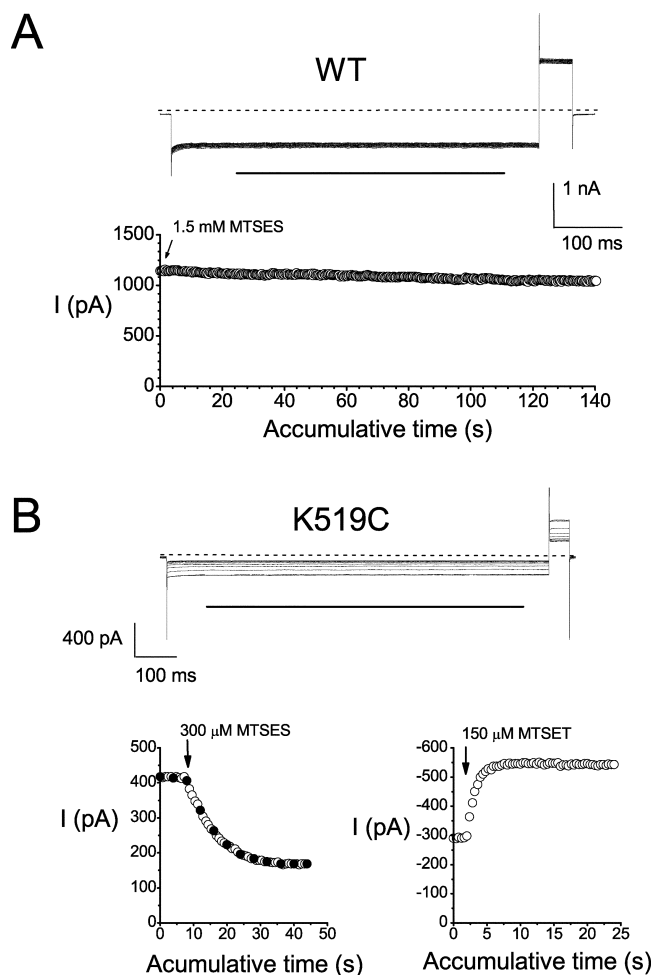 A
WT
1 nA
100 ms
1.5 mM MTSES
1500
1000
500
0
I (pA)
0 20 40 60 80 100 120 140
Accumulative time (s)
B
K519C
400 pA
100 ms
300 μM MTSES
500
400
300
200
100
0
I (pA)
0 10 20 30 40 50
Acumulative time (s)
150 μM MTSET
-600
-500
-400
-300
-200
-100
0
I (pA)
0 5 10 15 20 25
Accumulative time (s)